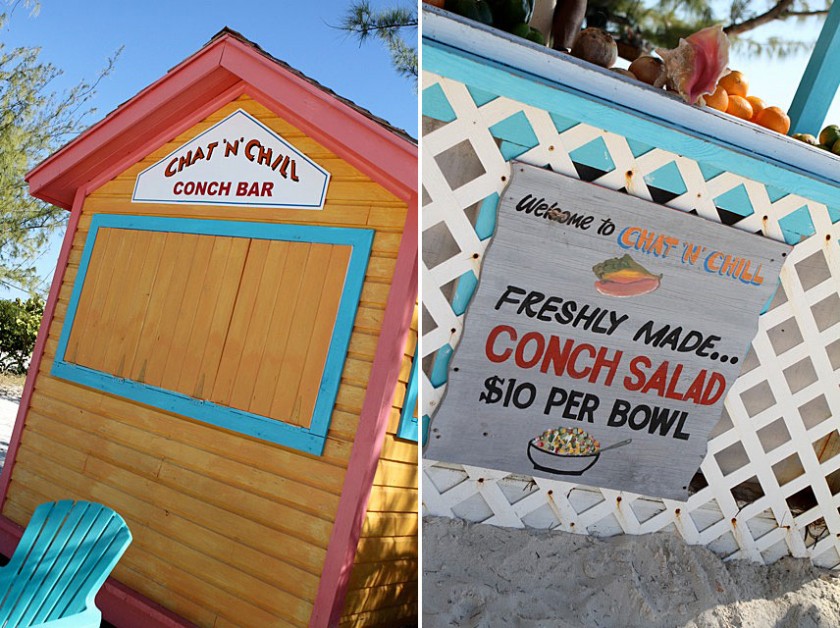 CHAT 'N' CHILL
CONCH BAR
Welcome to
CHAT 'N' CHILL
FRESHLY MADE...
CONCH SALAD
$10 PER BOWL